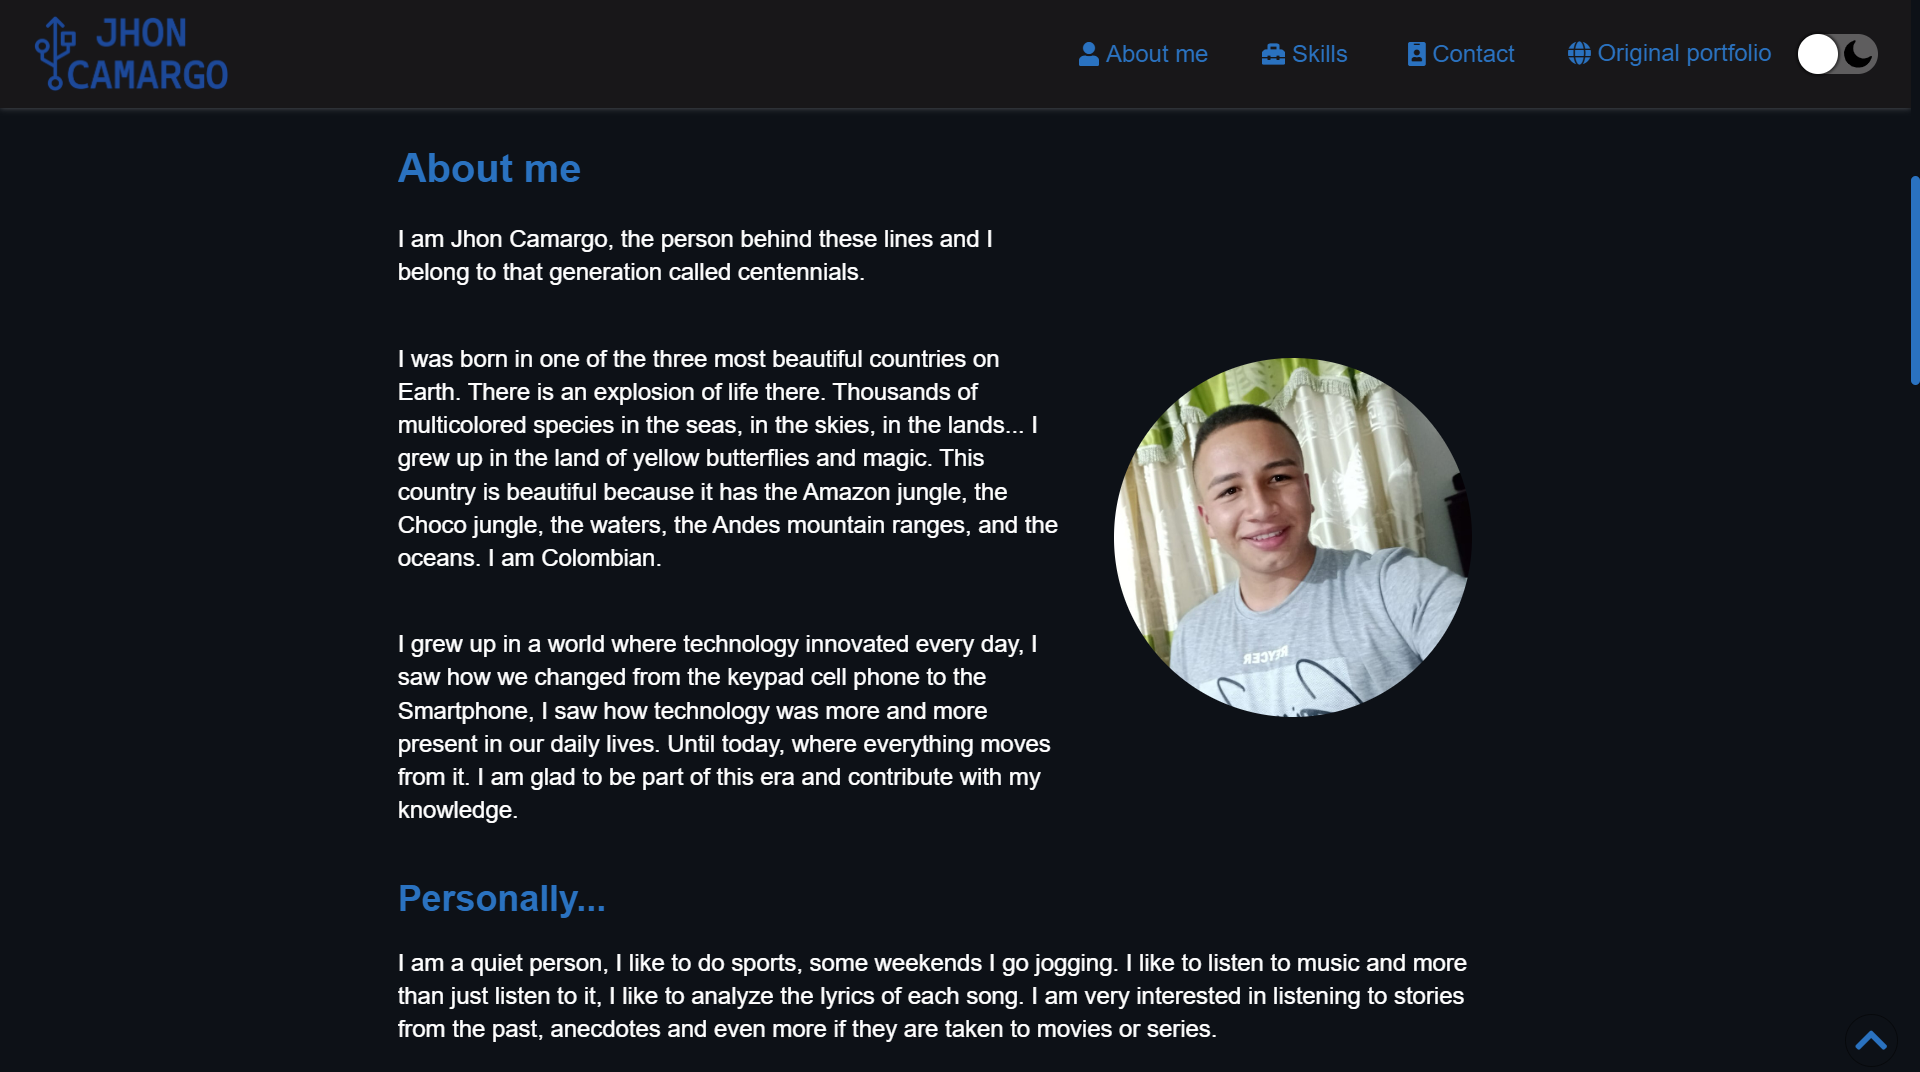 JHON
CAMARGO
About me
Skills
Contact
Original portfolio
About me
I am Jhon Camargo, the person behind these lines and I
belong to that generation called centennials.
I was born in one of the three most beautiful countries on
Earth. There is an explosion of life there. Thousands of
multicolored species in the seas, in the skies, in the lands... I
grew up in the land of yellow butterflies and magic. This
country is beautiful because it has the Amazon jungle, the
Choco jungle, the waters, the Andes mountain ranges, and the
oceans. I am Colombian.
I grew up in a world where technology innovated every day, I
saw how we changed from the keypad cell phone to the
Smartphone, I saw how technology was more and more
present in our daily lives. Until today, where everything moves
from it. I am glad to be part of this era and contribute with my
knowledge.
Personally...
I am a quiet person, I like to do sports, some weekends I go jogging. I like to listen to music and more
than just listen to it, I like to analyze the lyrics of each song. I am very interested in listening to stories
from the past, anecdotes and even more if they are taken to movies or series.